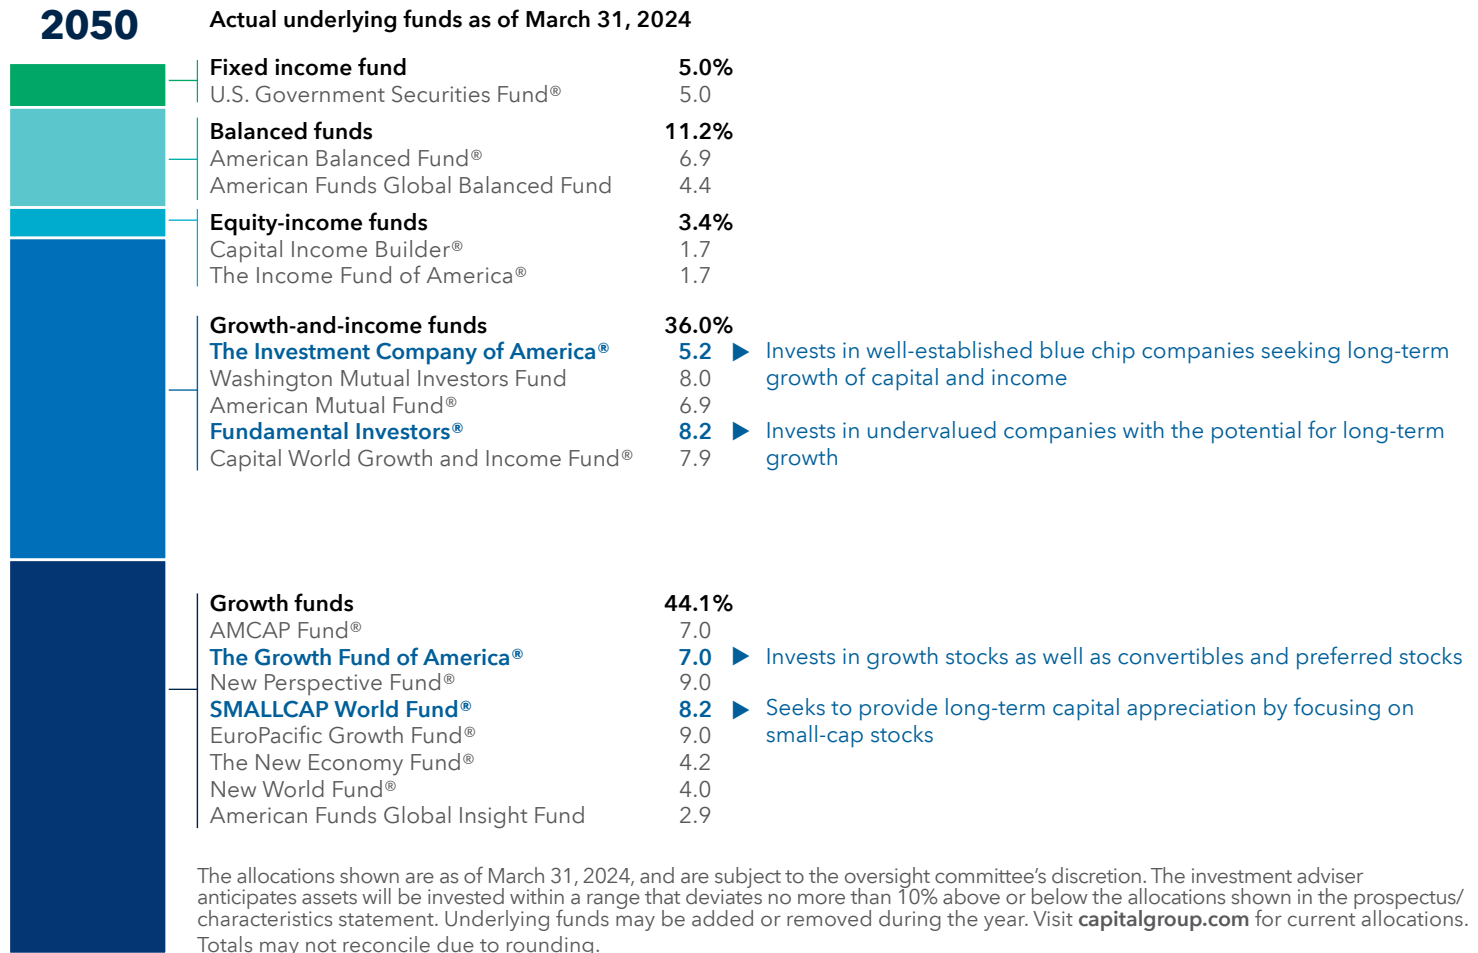 2050
Actual underlying funds as of March 31, 2024
Fixed income fund 5.0%
U.S. Government Securities Fund® 5.0
Balanced funds 11.2%
American Balanced Fund® 6.9
American Funds Global Balanced Fund 4.4
Equity-income funds 3.4%
Capital Income Builder® 1.7
The Income Fund of America® 1.7
Growth-and-income funds 36.0%
The Investment Company of America® 5.2 ▶ Invests in well-established blue chip companies seeking long-term
growth of capital and income
Washington Mutual Investors Fund 8.0
American Mutual Fund® 6.9
Fundamental Investors® 8.2 ▶ Invests in undervalued companies with the potential for long-term
growth
Capital World Growth and Income Fund® 7.9
Growth funds 44.1%
AMCAP Fund® 7.0
The Growth Fund of America® 7.0 ▶ Invests in growth stocks as well as convertibles and preferred stocks
New Perspective Fund® 9.0
SMALLCAP World Fund® 8.2 ▶ Seeks to provide long-term capital appreciation by focusing on
small-cap stocks
EuroPacific Growth Fund® 9.0
The New Economy Fund® 4.2
New World Fund® 4.0
American Funds Global Insight Fund 2.9
The allocations shown are as of March 31, 2024, and are subject to the oversight committee’s discretion. The investment adviser
anticipates assets will be invested within a range that deviates no more than 10% above or below the allocations shown in the prospectus/
characteristics statement. Underlying funds may be added or removed during the year. Visit capitalgroup.com for current allocations.
Totals may not reconcile due to rounding.